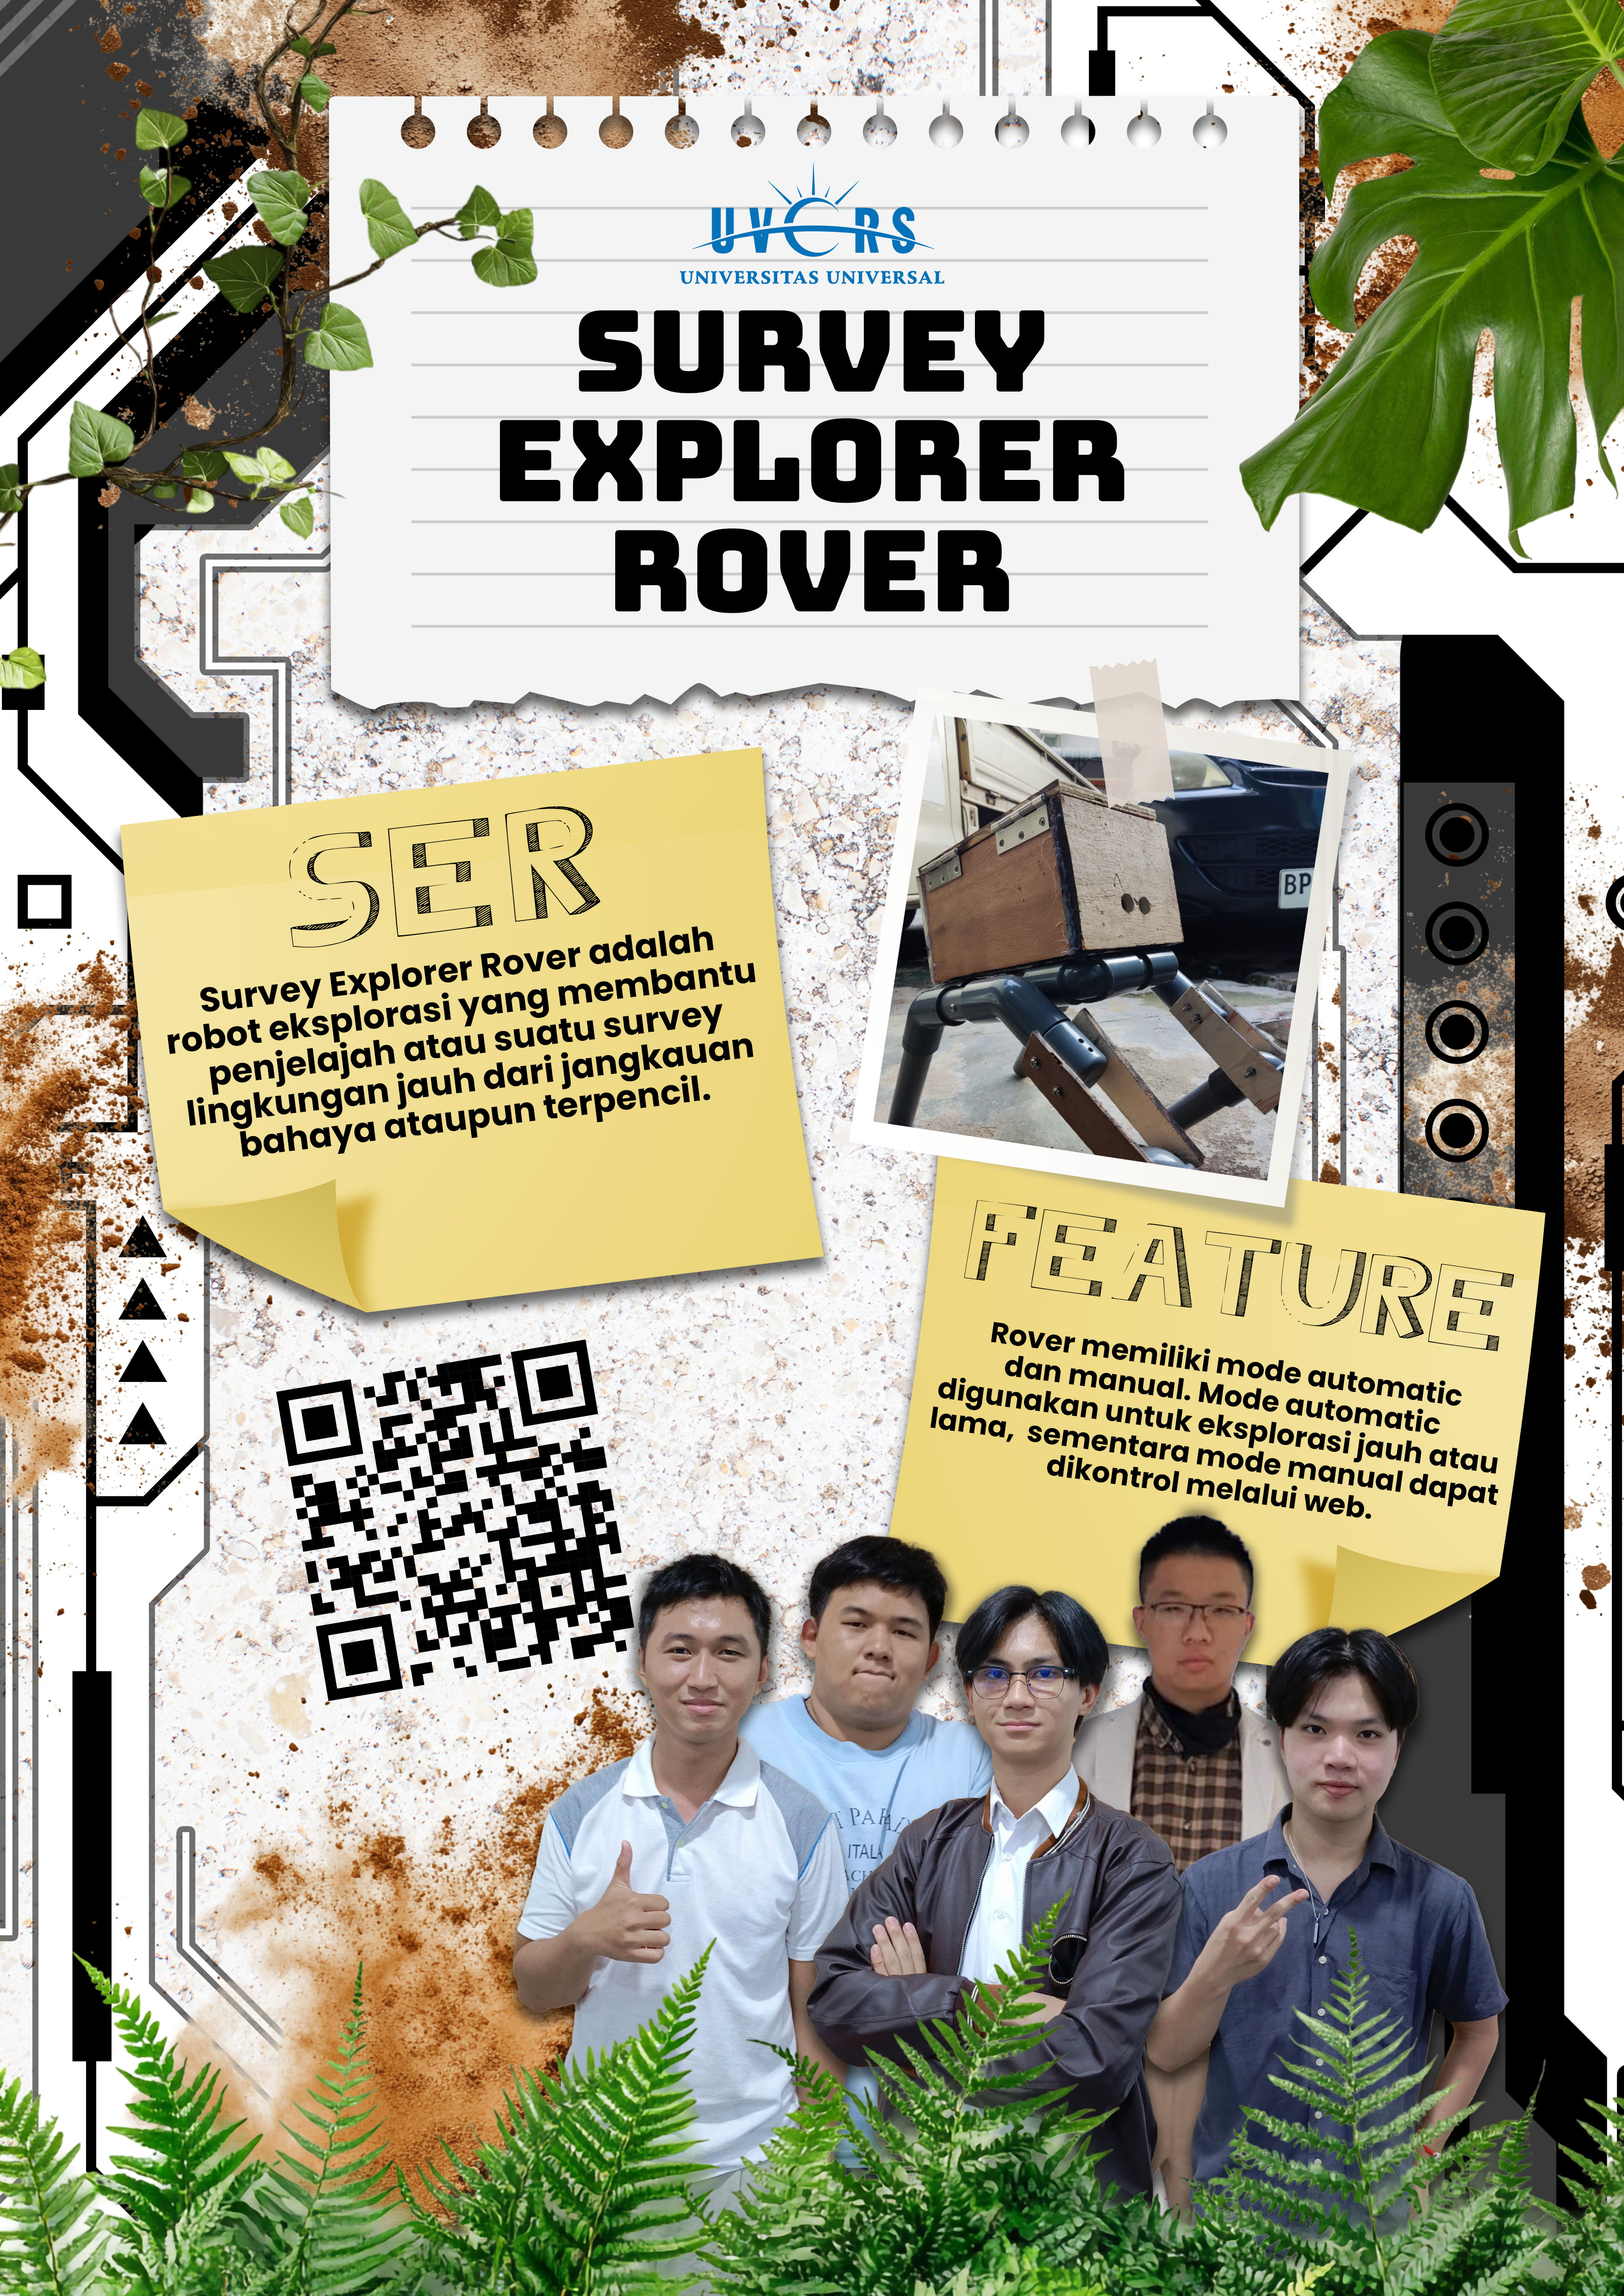 UVERS
UNIVERSITAS UNIVERSAL
SURVEY
EXPLORER
ROVER
SER
Survey Explorer Rover adalah
robot eksplorasi yang membantu
penjelajah atau suatu survey
lingkungan jauh dari jangkauan
bahaya ataupun terpencil.
BP
FEATURE
Rover memiliki mode automatic
dan manual. Mode automatic
digunakan untuk eksplorasi jauh atau
lama, sementara mode manual dapat
dikontrol melalui web.
ITALA